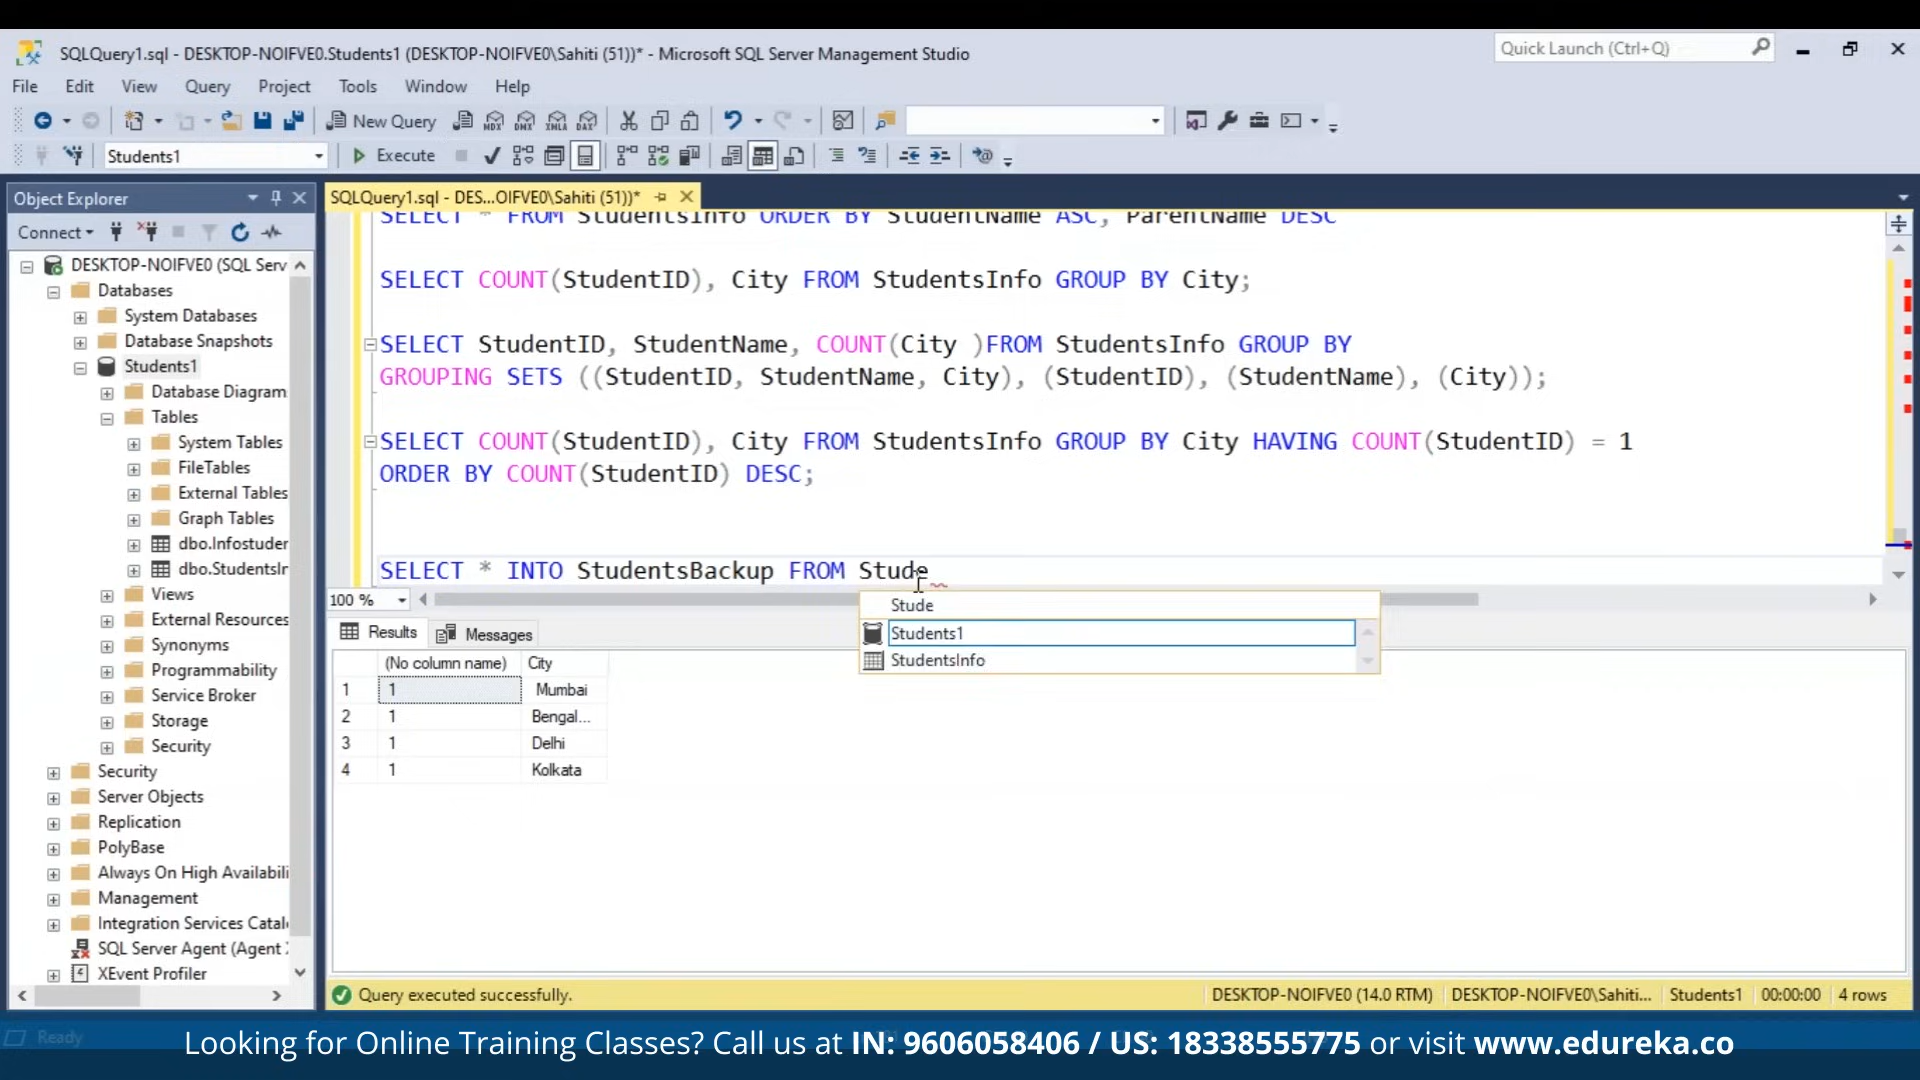 SQLQuery1.sql - DESKTOP-NOIFVE0.Students1 (DESKTOP-NOIFVE0\Sahiti (51))* - Microsoft SQL Server Management Studio
Quick Launch (Ctrl+Q)
File Edit View Query Project Tools Window Help
New Query
Students1
Execute
Object Explorer
SQLQuery1.sql - DES...OIFVE0\Sahiti (51))*
Connect
DESKTOP-NOIFVE0 (SQL Serv
Databases
System Databases
Database Snapshots
Students1
Database Diagram
Tables
System Tables
FileTables
External Tables
Graph Tables
dbo.Infostuder
dbo.StudentsIr
Views
External Resources
Synonyms
Programmability
Service Broker
Storage
Security
Security
Server Objects
Replication
PolyBase
Always On High Availabili
Management
Integration Services Catal
SQL Server Agent (Agent
XEvent Profiler
SELECT * FROM StudentsInfo ORDER BY StudentName ASC, ParentName DESC
SELECT COUNT(StudentID), City FROM StudentsInfo GROUP BY City;
SELECT StudentID, StudentName, COUNT(City )FROM StudentsInfo GROUP BY
GROUPING SETS ((StudentID, StudentName, City), (StudentID), (StudentName), (City));
SELECT COUNT(StudentID), City FROM StudentsInfo GROUP BY City HAVING COUNT(StudentID) = 1
ORDER BY COUNT(StudentID) DESC;
SELECT * INTO StudentsBackup FROM Stude
Stude
Students1
StudentsInfo
100 %
Results Messages
(No column name) City
1 1 Mumbai
2 1 Bengal...
3 1 Delhi
4 1 Kolkata
Query executed successfully.
DESKTOP-NOIFVE0 (14.0 RTM) DESKTOP-NOIFVE0\Sahiti... Students1 00:00:00 4 rows
Ready
Looking for Online Training Classes? Call us at IN: 9606058406 / US: 18338555775 or visit www.edureka.co